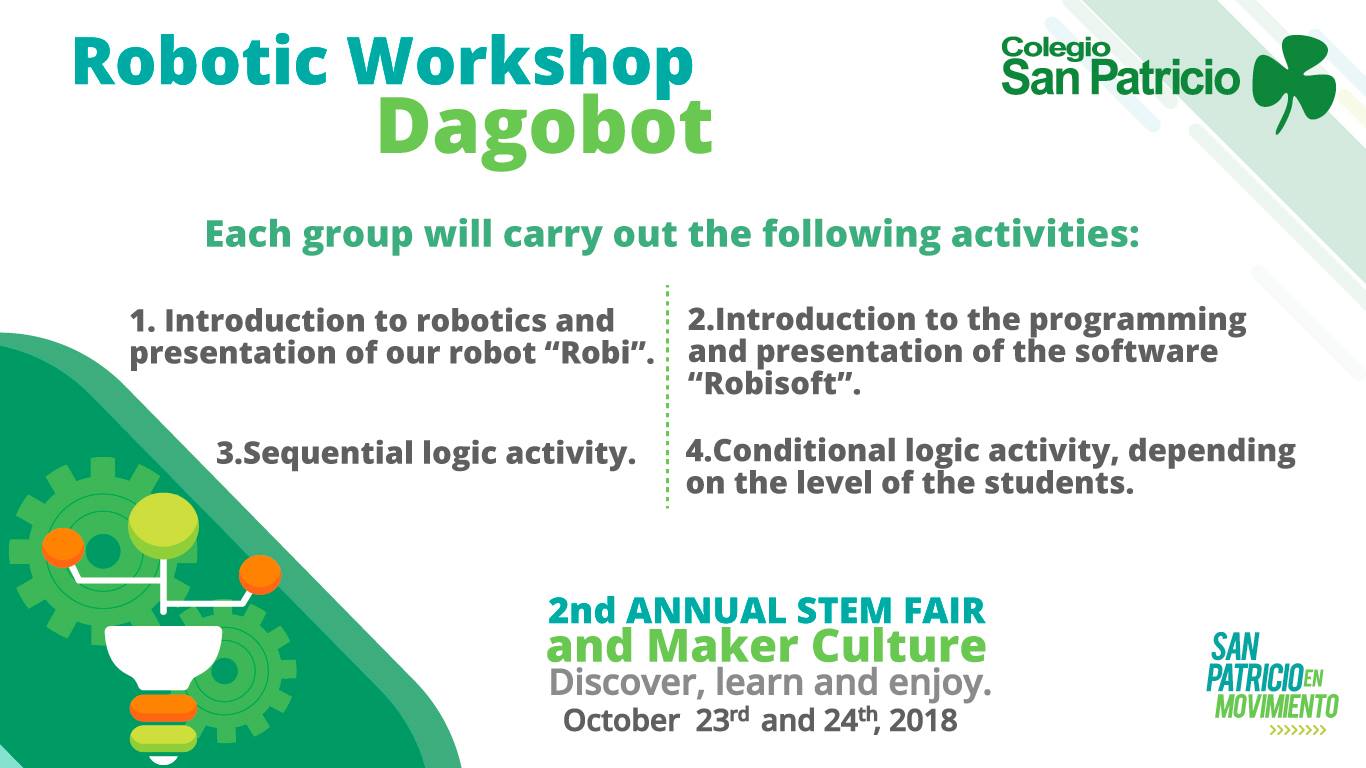 Robotic Workshop
Dagobot
Colegio
San Patricio
Each group will carry out the following activities:
1. Introduction to robotics and
presentation of our robot “Robi”.
2.Introduction to the programming
and presentation of the software
“Robisoft”.
3.Sequential logic activity.
4.Conditional logic activity, depending
on the level of the students.
2nd ANNUAL STEM FAIR
and Maker Culture
Discover, learn and enjoy.
October 23rd and 24th, 2018
SAN
PATRICIO EN
MOVIMIENTO